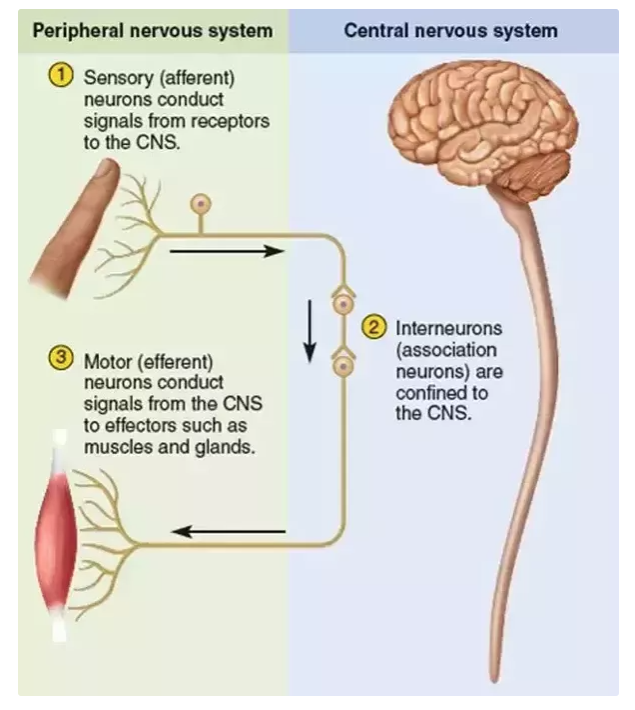 Peripheral nervous system
Central nervous system
1 Sensory (afferent)
neurons conduct
signals from receptors
to the CNS.
2 Interneurons
(association
neurons) are
confined to
the CNS.
3 Motor (efferent)
neurons conduct
signals from the CNS
to effectors such as
muscles and glands.